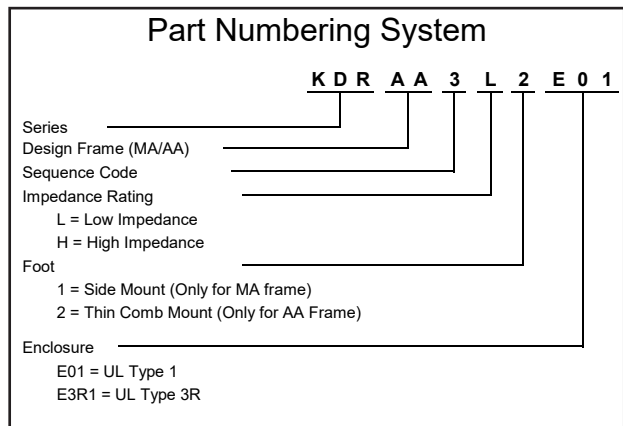 Part Numbering System
K D R A A 3 L 2 E 0 1
Series
Design Frame (MA/AA)
Sequence Code
Impedance Rating
L = Low Impedance
H = High Impedance
Foot
1 = Side Mount (Only for MA frame)
2 = Thin Comb Mount (Only for AA Frame)
Enclosure
E01 = UL Type 1
E3R1 = UL Type 3R